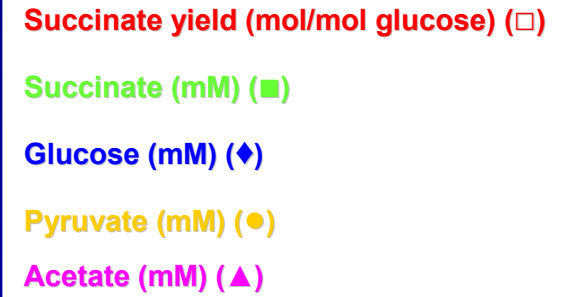 Succinate yield (mol/mol glucose) (□)
Succinate (mM) (■)
Glucose (mM) (♦)
Pyruvate (mM) (●)
Acetate (mM) (▲)